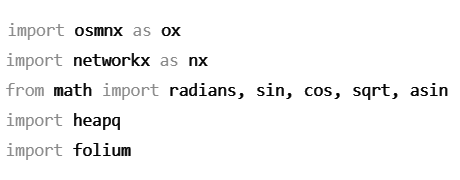 import osmnx as ox
import networkx as nx
from math import radians, sin, cos, sqrt, asin
import heapq
import folium